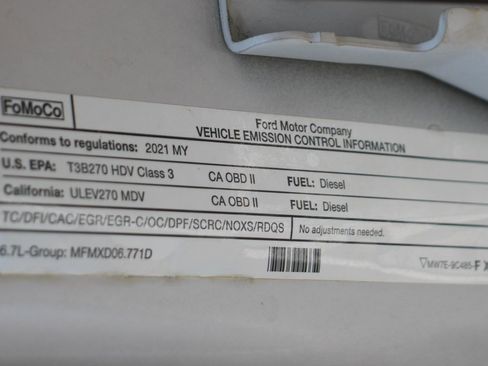 FoMoCo
Ford Motor Company
VEHICLE EMISSION CONTROL INFORMATION
Conforms to regulations: 2021 MY
U.S. EPA: T3B270 HDV Class 3 CA OBD II FUEL: Diesel
California: ULEV270 MDV CA OBD II FUEL: Diesel
TC/DFI/CAC/EGR/EGR-C/OC/DPF/SCRC/NOXS/RDQS No adjustments needed.
6.7L-Group: MFMXD06.771D
MW7E-9C485-F X